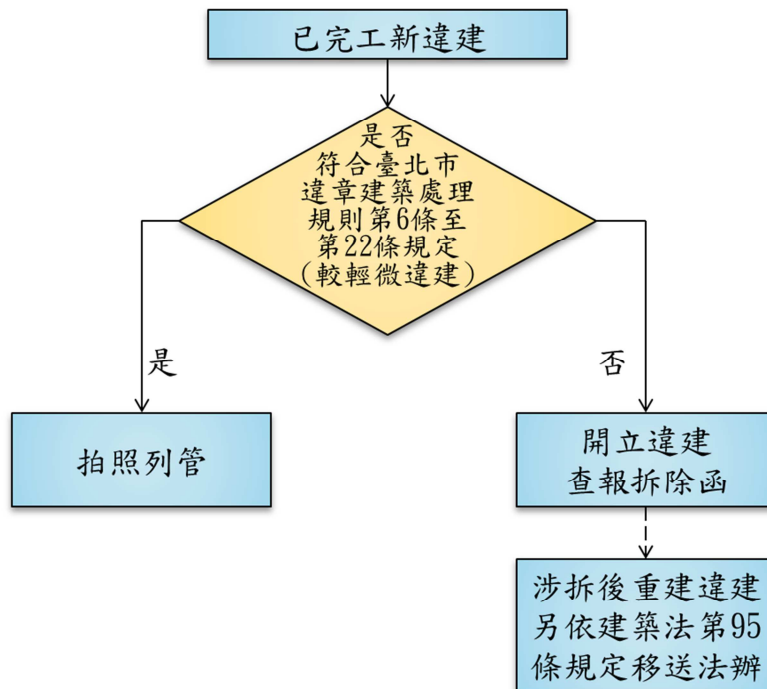 已完工新違建
是否
符合臺北市
違章建築處理
規則第6條至
第22條規定
(較輕微違建)
是
否
拍照列管
開立違建
查報拆除函
涉拆後重建違建
另依建築法第95
條規定移送法辦